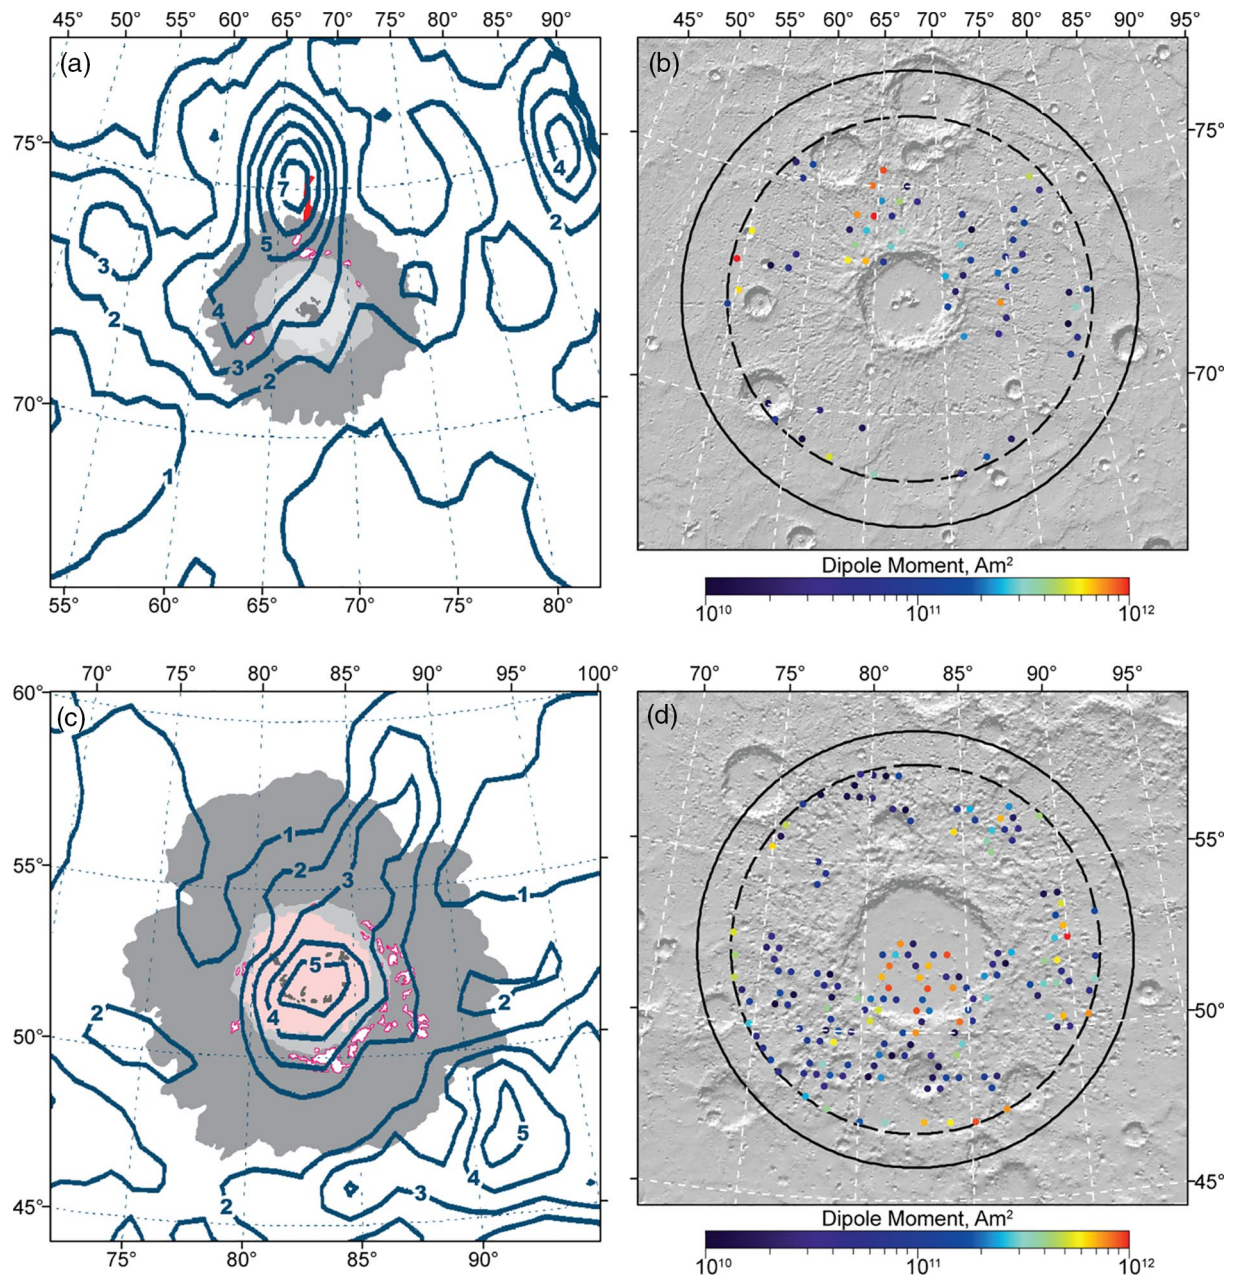 45° 50° 55° 60° 65° 70° 75° 80° 85° 90°
(a)
75°
70°
7
5
4
3
2
4
2
3
2
1
55° 60° 65° 70° 75° 80°
45° 50° 55° 60° 65° 70° 75° 80° 85° 90° 95°
(b)
75°
70°
Dipole Moment, Am²
10¹⁰ 10¹¹ 10¹²
70° 75° 80° 85° 90° 95° 100°
(c)
60°
55°
50°
45°
1
2
3
1
5
4
2
2
5
4
3
2
75° 80° 85° 90°
70° 75° 80° 85° 90° 95°
(d)
55°
50°
45°
Dipole Moment, Am²
10¹⁰ 10¹¹ 10¹²